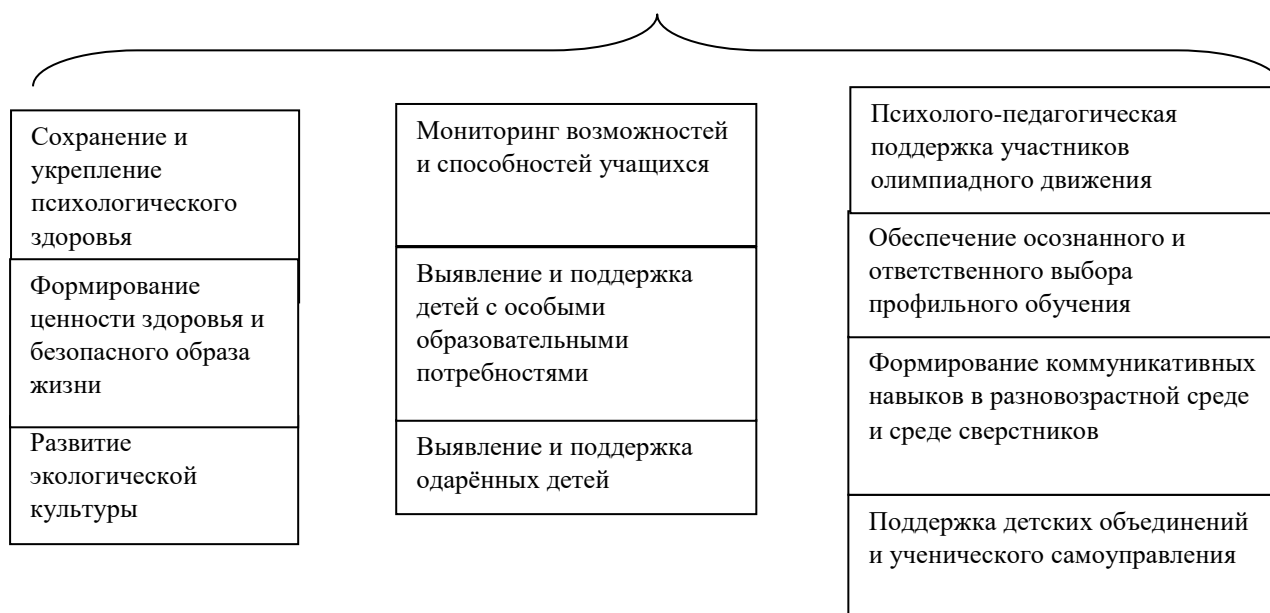 Сохранение и
укрепление
психологического
здоровья
Формирование
ценности здоровья и
безопасного образа
жизни
Развитие
экологической
культуры
Мониторинг возможностей
и способностей учащихся
Выявление и поддержка
детей с особыми
образовательными
потребностями
Выявление и поддержка
одарённых детей
Психолого-педагогическая
поддержка участников
олимпиадного движения
Обеспечение осознанного и
ответственного выбора
профильного обучения
Формирование коммуникативных
навыков в разновозрастной среде
и среде сверстников
Поддержка детских объединений
и ученического самоуправления